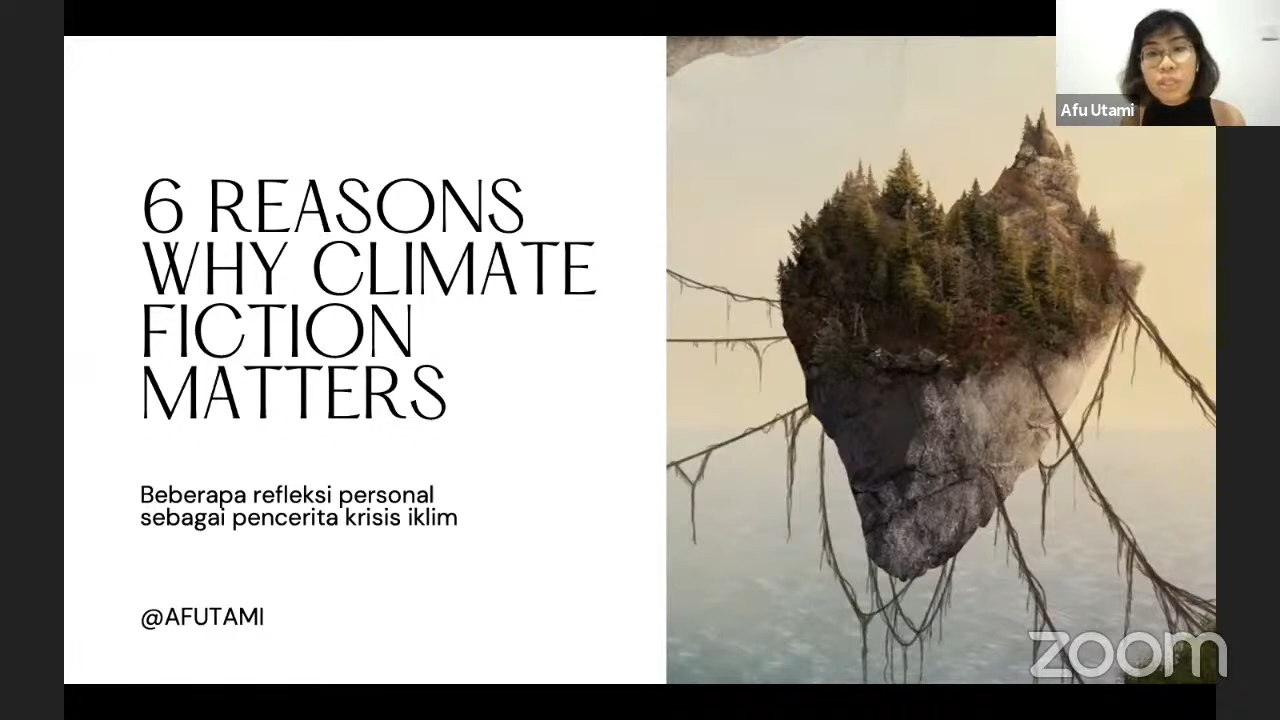 6 REASONS
WHY CLIMATE
FICTION
MATTERS
Beberapa refleksi personal
sebagai pencerita krisis iklim
@AFUTAMI
Afu Utami
zoom